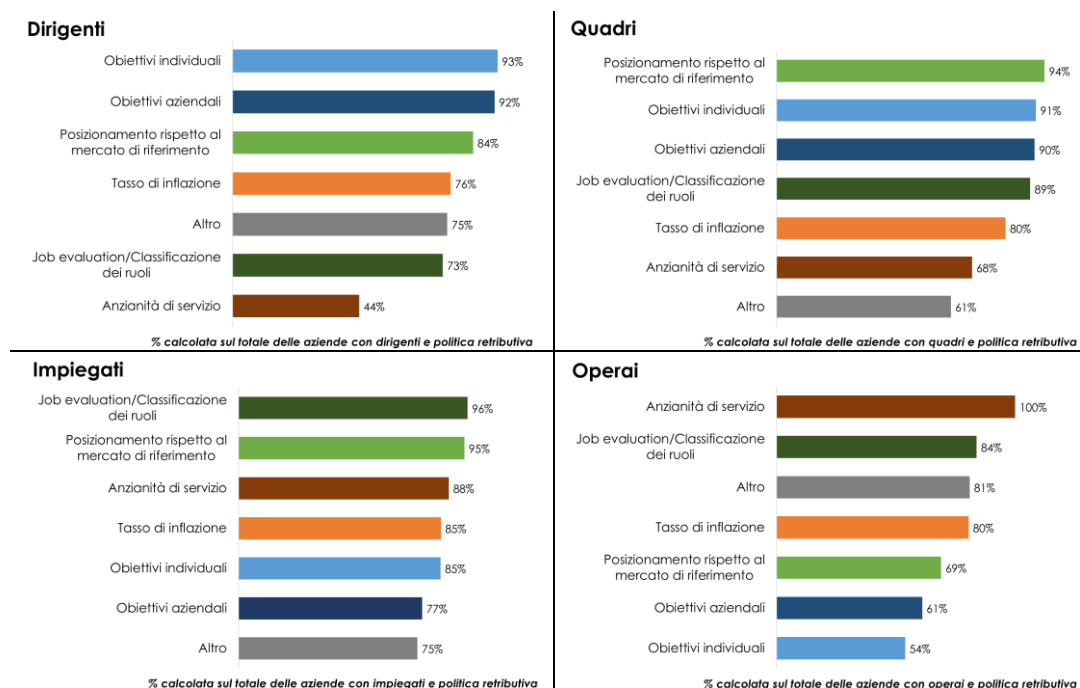 Dirigenti
Obiettivi individuali
93%
Obiettivi aziendali
92%
Posizionamento rispetto al
mercato di riferimento
84%
Tasso di inflazione
76%
Altro
75%
Job evaluation/Classificazione
dei ruoli
73%
Anzianità di servizio
44%
% calcolata sul totale delle aziende con dirigenti e politica retributiva
Quadri
Posizionamento rispetto al
mercato di riferimento
94%
Obiettivi individuali
91%
Obiettivi aziendali
90%
Job evaluation/Classificazione
dei ruoli
89%
Tasso di inflazione
80%
Anzianità di servizio
68%
Altro
61%
% calcolata sul totale delle aziende con quadri e politica retributiva
Impiegati
Job evaluation/Classificazione
dei ruoli
96%
Posizionamento rispetto al
mercato di riferimento
95%
Anzianità di servizio
88%
Tasso di inflazione
85%
Obiettivi individuali
85%
Obiettivi aziendali
77%
Altro
75%
% calcolata sul totale delle aziende con impiegati e politica retributiva
Operai
Anzianità di servizio
100%
Job evaluation/Classificazione
dei ruoli
84%
Altro
81%
Tasso di inflazione
80%
Posizionamento rispetto al
mercato di riferimento
69%
Obiettivi aziendali
61%
Obiettivi individuali
54%
% calcolata sul totale delle aziende con operai e politica retributiva